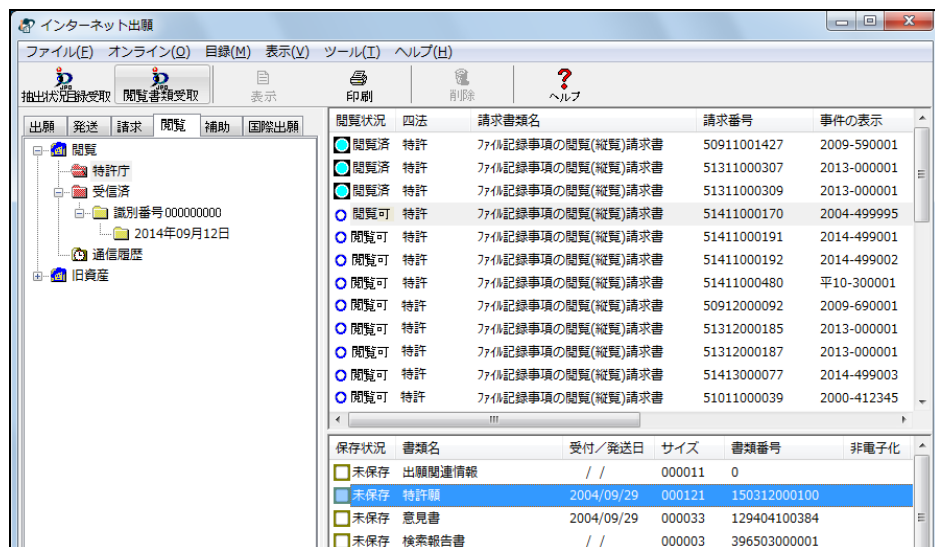 インターネット出願
ファイル(F) オンライン(O) 目録(M) 表示(V) ツール(T) ヘルプ(H)
抽出状況目録受取 閲覧書類受取 表示 印刷 削除 ヘルプ
出願 発送 請求 閲覧 補助 国際出願
閲覧
特許庁
受信済
識別番号000000000
2014年09月12日
通信履歴
旧資産
閲覧状況 四法 請求書類名 請求番号 事件の表示
閲覧済 特許 ファイル記録事項の閲覧(縦覧)請求書 50911001427 2009-590001
閲覧済 特許 ファイル記録事項の閲覧(縦覧)請求書 51311000307 2013-000001
閲覧済 特許 ファイル記録事項の閲覧(縦覧)請求書 51311000309 2013-000001
閲覧可 特許 ファイル記録事項の閲覧(縦覧)請求書 51411000170 2004-499995
閲覧可 特許 ファイル記録事項の閲覧(縦覧)請求書 51411000191 2014-499001
閲覧可 特許 ファイル記録事項の閲覧(縦覧)請求書 51411000192 2014-499002
閲覧可 特許 ファイル記録事項の閲覧(縦覧)請求書 51411000480 平10-300001
閲覧可 特許 ファイル記録事項の閲覧(縦覧)請求書 50912000092 2009-690001
閲覧可 特許 ファイル記録事項の閲覧(縦覧)請求書 51312000185 2013-000001
閲覧可 特許 ファイル記録事項の閲覧(縦覧)請求書 51312000187 2013-000001
閲覧可 特許 ファイル記録事項の閲覧(縦覧)請求書 51413000077 2014-499003
閲覧可 特許 ファイル記録事項の閲覧(縦覧)請求書 51011000039 2000-412345
保存状況 書類名 受付／発送日 サイズ 書類番号 非電子化
未保存 出願関連情報 / / 000011 0
未保存 特許願 2004/09/29 000121 150312000100
未保存 意見書 2004/09/29 000033 129404100384
未保存 検索報告書 / / 000003 396503000001